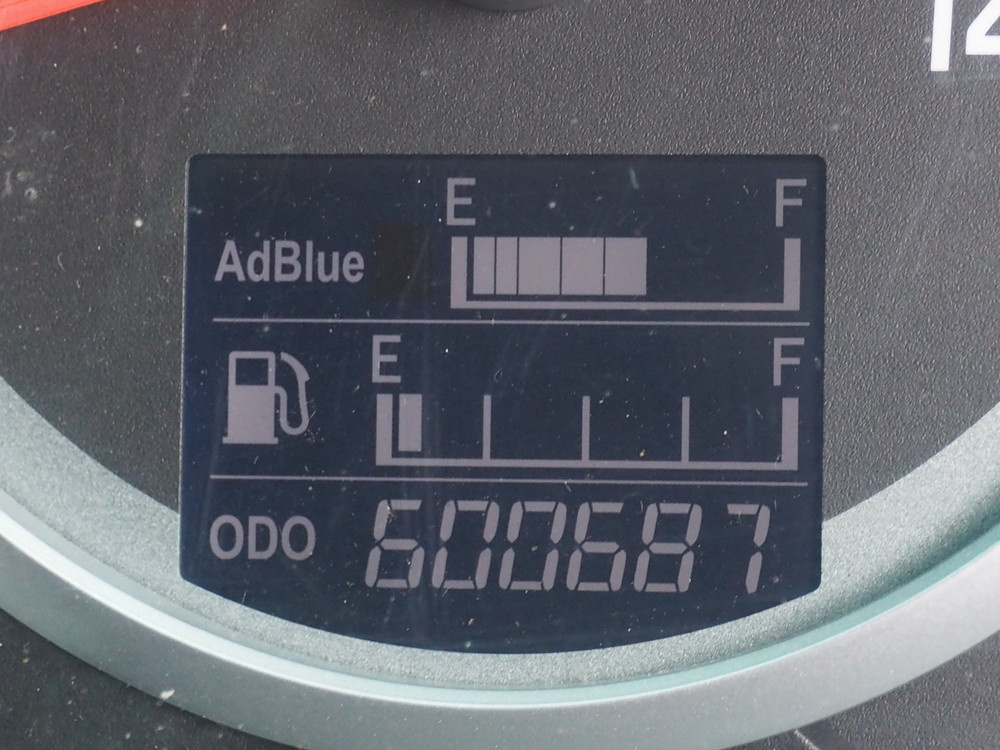 E F
AdBlue
E F
ODO 600687